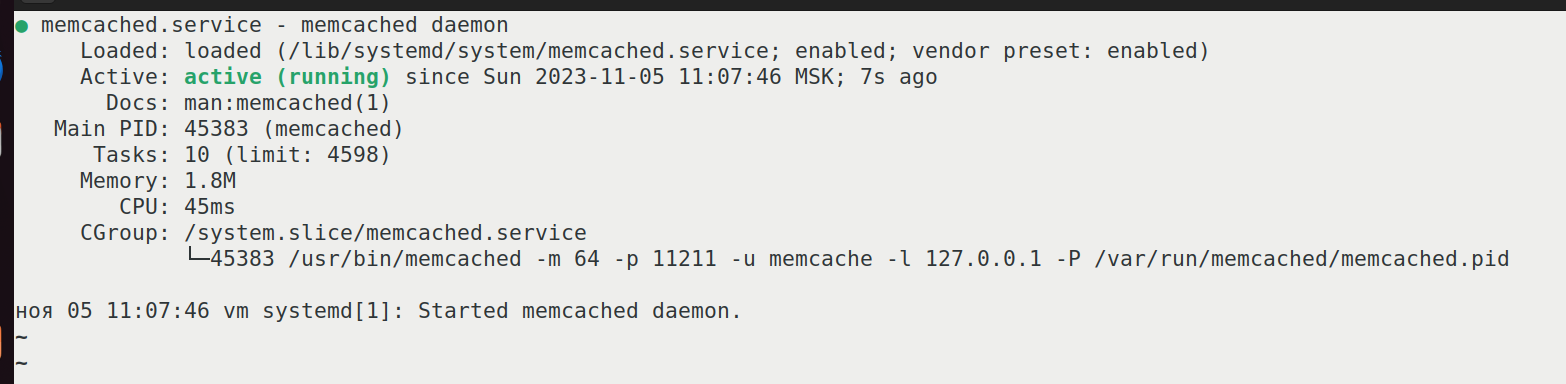 ● memcached.service - memcached daemon
Loaded: loaded (/lib/systemd/system/memcached.service; enabled; vendor preset: enabled)
Active: active (running) since Sun 2023-11-05 11:07:46 MSK; 7s ago
Docs: man:memcached(1)
Main PID: 45383 (memcached)
Tasks: 10 (limit: 4598)
Memory: 1.8M
CPU: 45ms
CGroup: /system.slice/memcached.service
└─45383 /usr/bin/memcached -m 64 -p 11211 -u memcache -l 127.0.0.1 -P /var/run/memcached/memcached.pid
ноя 05 11:07:46 vm systemd[1]: Started memcached daemon.
~
~